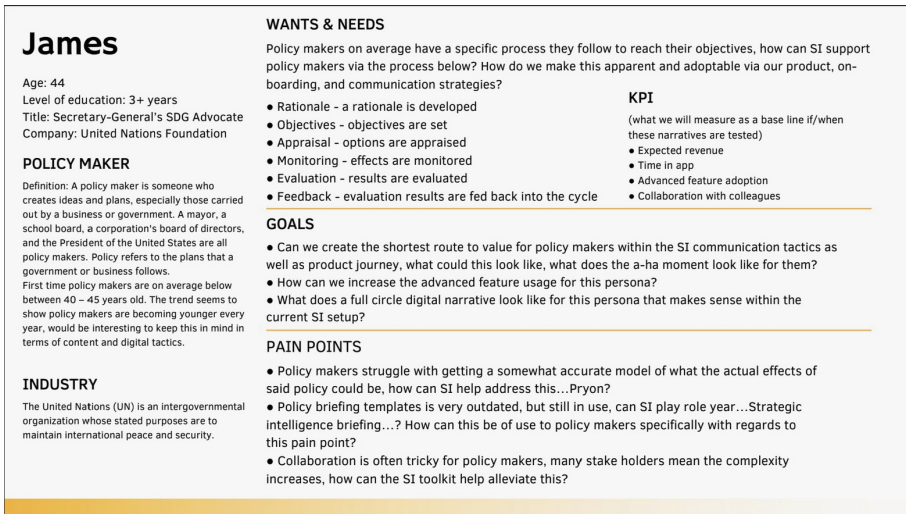 James
Age: 44
Level of education: 3+ years
Title: Secretary-General's SDG Advocate
Company: United Nations Foundation
POLICY MAKER
Definition: A policy maker is someone who
creates ideas and plans, especially those carried
out by a business or government. A mayor, a
school board, a corporation's board of directors,
and the President of the United States are all
policy makers. Policy refers to the plans that a
government or business follows.
First time policy makers are on average below
between 40 – 45 years old. The trend seems to
show policy makers are becoming younger every
year, would be interesting to keep this in mind in
terms of content and digital tactics.
INDUSTRY
The United Nations (UN) is an intergovernmental
organization whose stated purposes are to
maintain international peace and security.
WANTS & NEEDS
Policy makers on average have a specific process they follow to reach their objectives, how can SI support
policy makers via the process below? How do we make this apparent and adoptable via our product, on-
boarding, and communication strategies?
● Rationale - a rationale is developed
● Objectives - objectives are set
● Appraisal - options are appraised
● Monitoring - effects are monitored
● Evaluation - results are evaluated
● Feedback - evaluation results are fed back into the cycle
KPI
(what we will measure as a base line if/when
these narratives are tested)
● Expected revenue
● Time in app
● Advanced feature adoption
● Collaboration with colleagues
GOALS
● Can we create the shortest route to value for policy makers within the SI communication tactics as
well as product journey, what could this look like, what does the a-ha moment look like for them?
● How can we increase the advanced feature usage for this persona?
● What does a full circle digital narrative look like for this persona that makes sense within the
current SI setup?
PAIN POINTS
● Policy makers struggle with getting a somewhat accurate model of what the actual effects of
said policy could be, how can SI help address this...Pryon?
● Policy briefing templates is very outdated, but still in use, can SI play role year...Strategic
intelligence briefing...? How can this be of use to policy makers specifically with regards to
this pain point?
● Collaboration is often tricky for policy makers, many stake holders mean the complexity
increases, how can the SI toolkit help alleviate this?